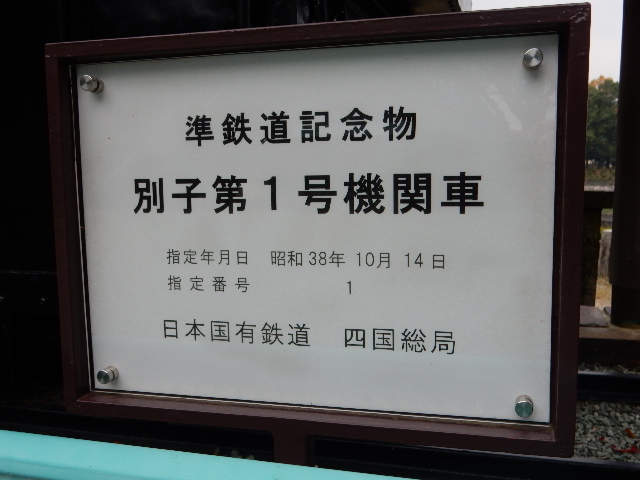 準鉄道記念物
別子第1号機関車
指定年月日 昭和38年 10月 14日
指定番号 1
日本国有鉄道 四国総局